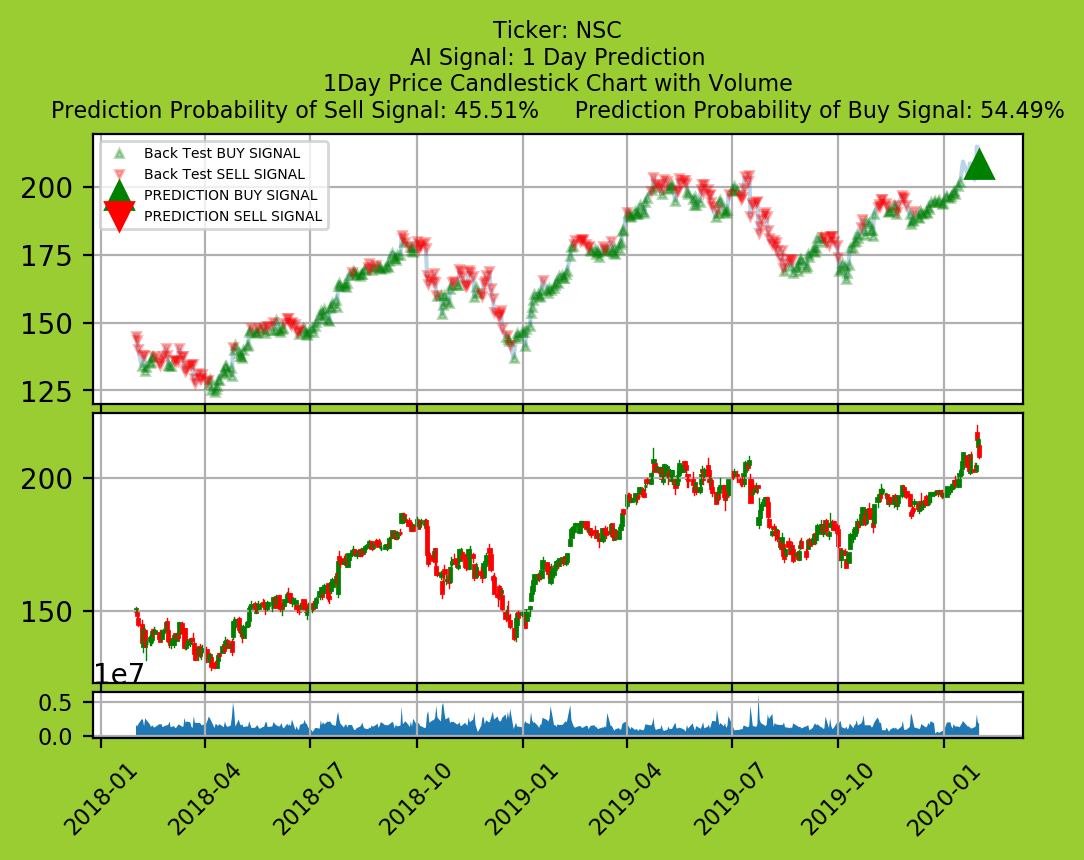 Ticker: NSC
AI Signal: 1 Day Prediction
1Day Price Candlestick Chart with Volume
Prediction Probability of Sell Signal: 45.51%     Prediction Probability of Buy Signal: 54.49%
Back Test BUY SIGNAL
Back Test SELL SIGNAL
PREDICTION BUY SIGNAL
PREDICTION SELL SIGNAL
200
175
150
125
200
150
1e7
0.5
0.0
2018-01 2018-04 2018-07 2018-10 2019-01 2019-04 2019-07 2019-10 2020-01